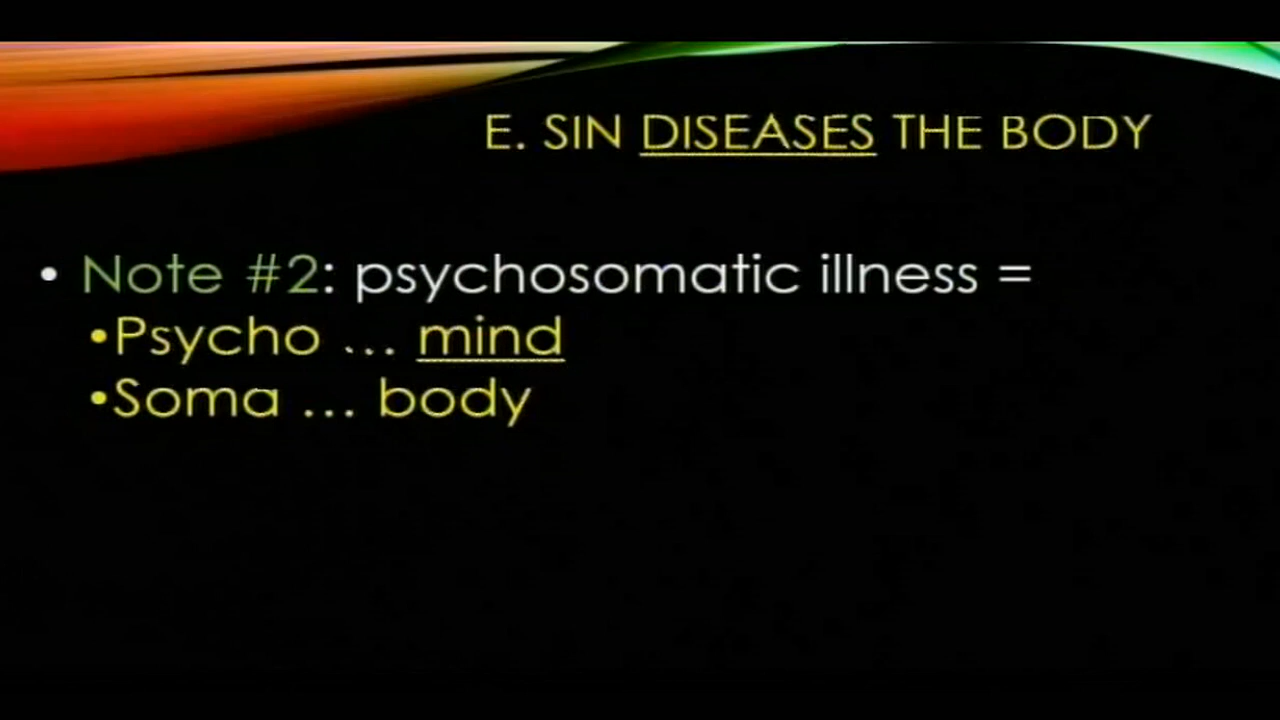 E. SIN DISEASES THE BODY
• Note #2: psychosomatic illness =
•Psycho ... mind
•Soma ... body